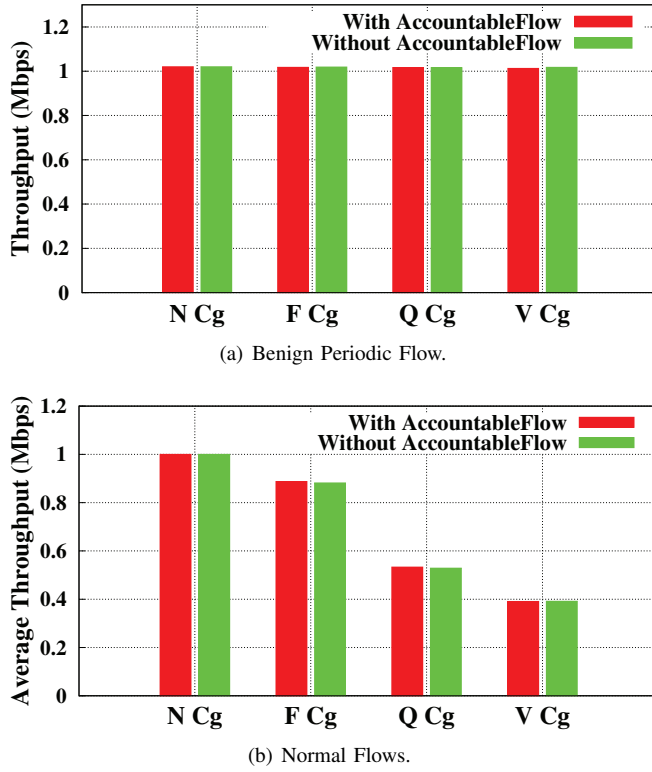 With AccountableFlow
Without AccountableFlow
Throughput (Mbps)
1.2
1
0.8
0.6
0.4
0.2
0
N Cg F Cg Q Cg V Cg
(a) Benign Periodic Flow.
With AccountableFlow
Without AccountableFlow
Average Throughput (Mbps)
1.2
1
0.8
0.6
0.4
0.2
0
N Cg F Cg Q Cg V Cg
(b) Normal Flows.